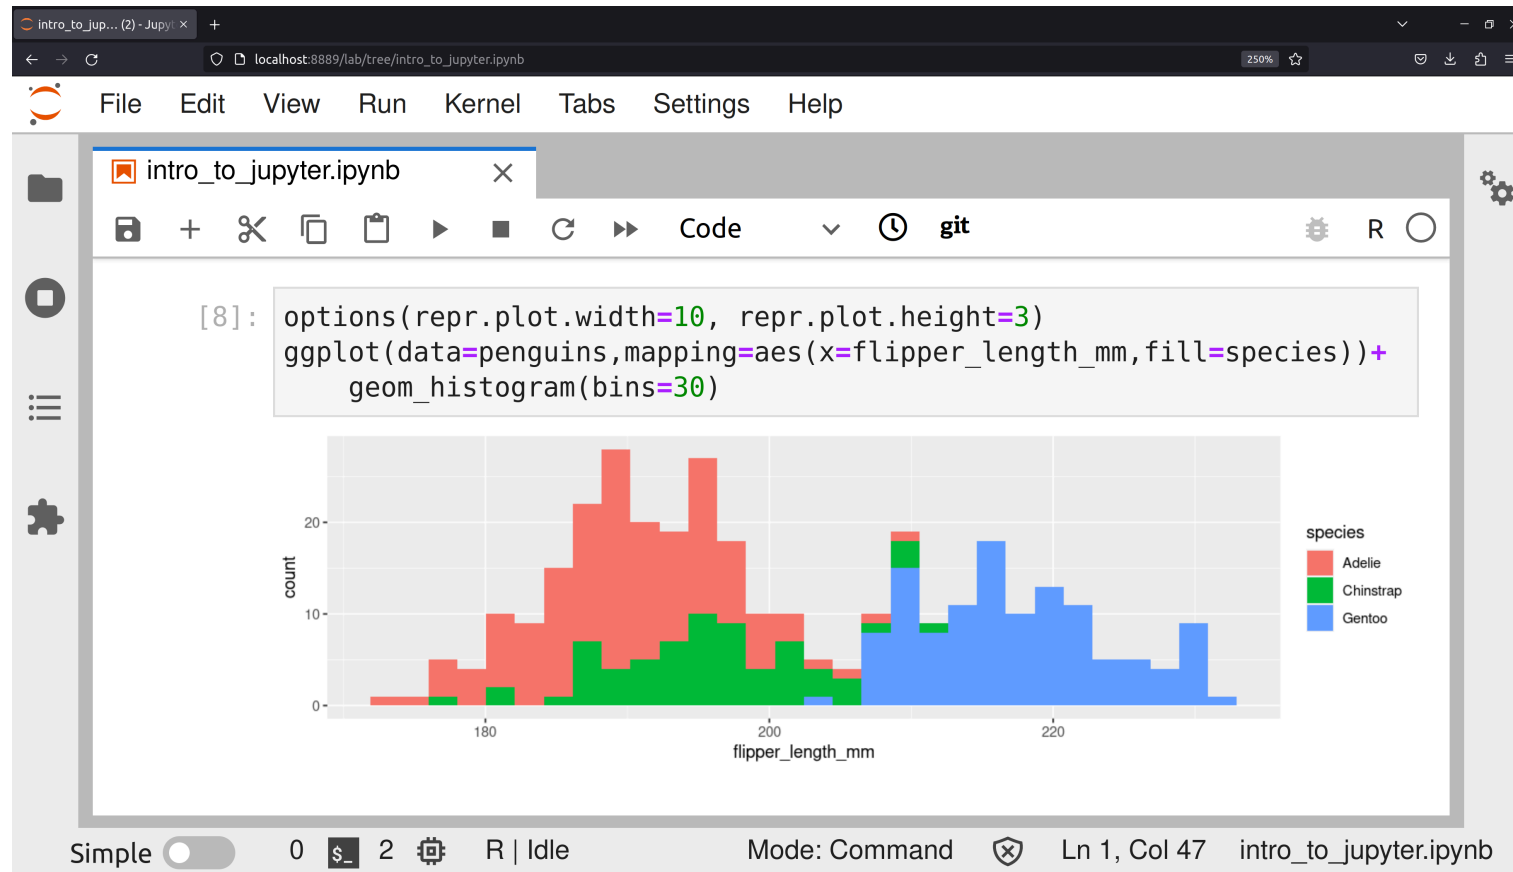 intro_to_jup... (2) - Jupyt
localhost:8889/lab/tree/intro_to_jupyter.ipynb
250%
File Edit View Run Kernel Tabs Settings Help
intro_to_jupyter.ipynb
Code git R
[8]: options(repr.plot.width=10, repr.plot.height=3)
ggplot(data=penguins,mapping=aes(x=flipper_length_mm,fill=species))+
geom_histogram(bins=30)
20
10
0
count
180 200 220
flipper_length_mm
species
Adelie
Chinstrap
Gentoo
Simple 0 $_ 2 R | Idle Mode: Command Ln 1, Col 47 intro_to_jupyter.ipynb